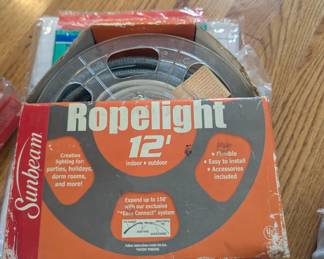 Sunbeam
Ropelight
12'
indoor • outdoor
Creative
lighting for:
parties, holidays,
dorm rooms,
and more!
• Flexible
• Easy to install
• Accessories
included
Expand up to 150'
with our exclusive
"Easy Connect" system